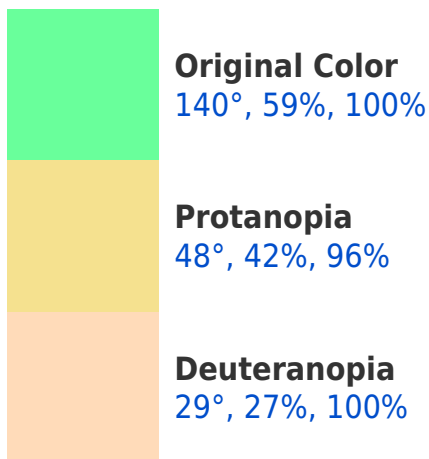 Original Color
140°, 59%, 100%
Protanopia
48°, 42%, 96%
Deuteranopia
29°, 27%, 100%